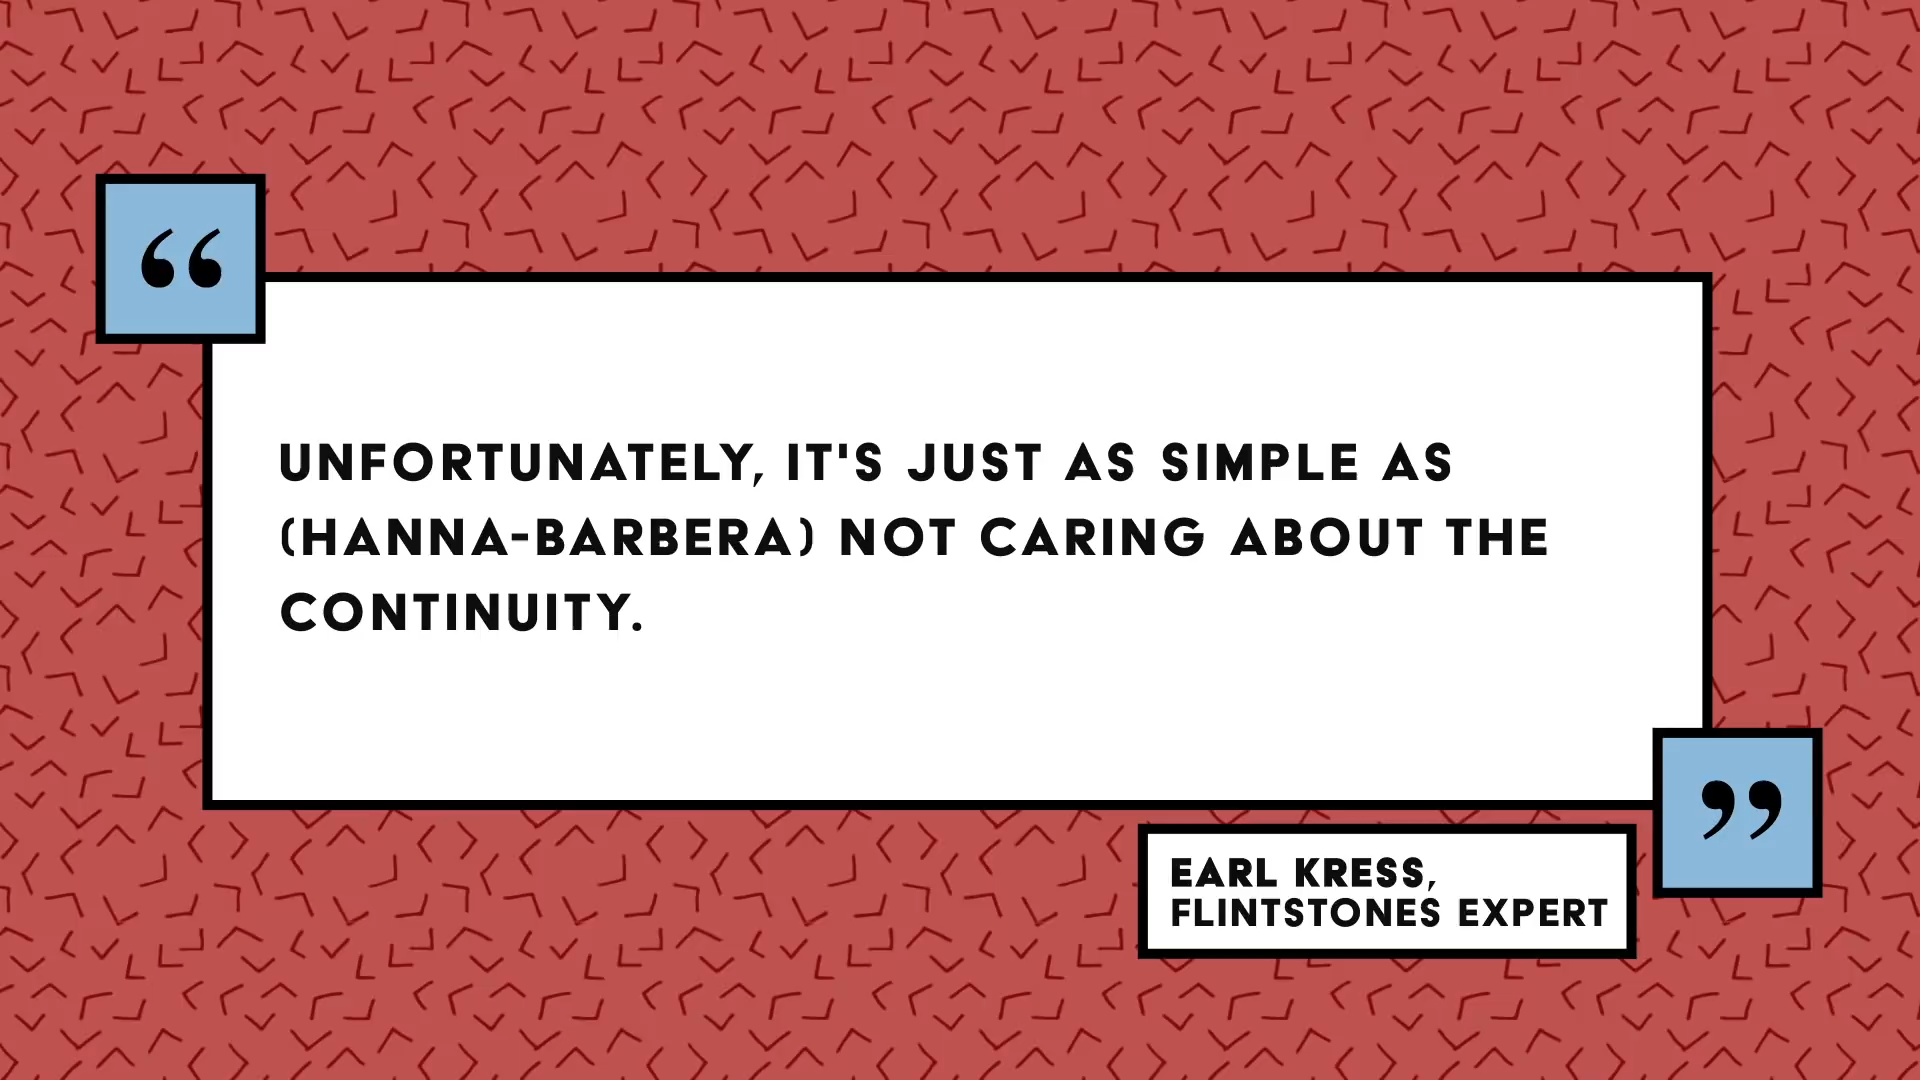 “
UNFORTUNATELY, IT'S JUST AS SIMPLE AS
(HANNA-BARBERA) NOT CARING ABOUT THE
CONTINUITY.
”
EARL KRESS,
FLINTSTONES EXPERT